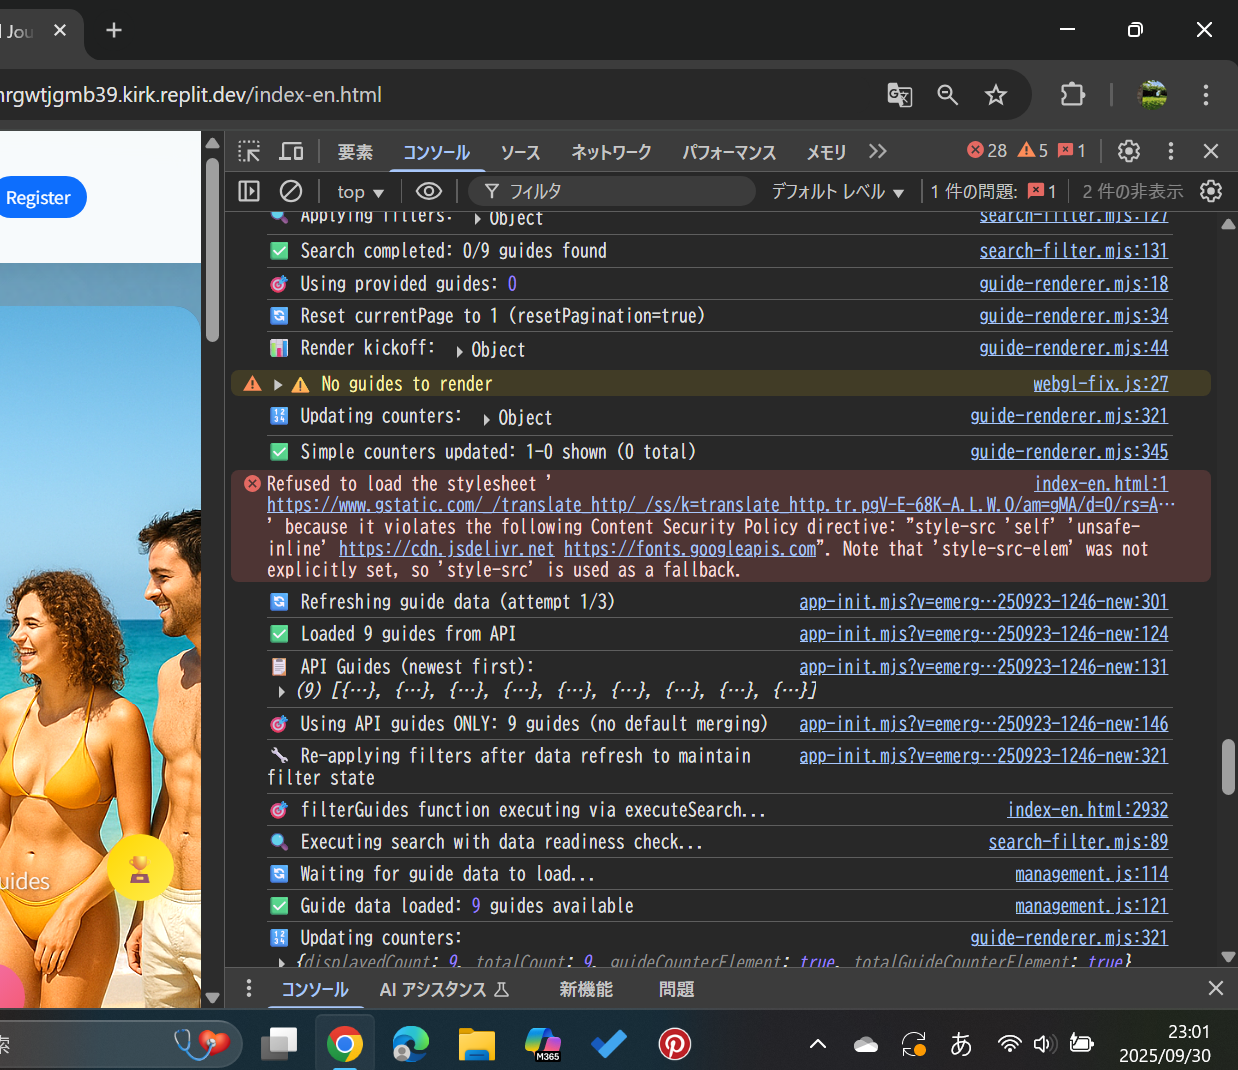 l Jou
nrgwtjgmb39.kirk.replit.dev/index-en.html
Register
uides
要素 コンソール ソース ネットワーク パフォーマンス メモリ 28 5 1
top フィルタ デフォルト レベル 1 件の問題: 1 2 件の非表示
Applying filters: Object search-filter.mjs:127
Search completed: 0/9 guides found search-filter.mjs:131
Using provided guides: 0 guide-renderer.mjs:18
Reset currentPage to 1 (resetPagination=true) guide-renderer.mjs:34
Render kickoff: Object guide-renderer.mjs:44
No guides to render webgl-fix.js:27
Updating counters: Object guide-renderer.mjs:321
Simple counters updated: 1-0 shown (0 total) guide-renderer.mjs:345
Refused to load the stylesheet ' index-en.html:1
https://www.gstatic.com/_/translate_http/_/ss/k=translate_http.tr.pgV-E-68K-A.L.W.O/am=gMA/d=0/rs=A…
' because it violates the following Content Security Policy directive: "style-src 'self' 'unsafe-
inline' https://cdn.jsdelivr.net https://fonts.googleapis.com". Note that 'style-src-elem' was not
explicitly set, so 'style-src' is used as a fallback.
Refreshing guide data (attempt 1/3) app-init.mjs?v=emerg…250923-1246-new:301
Loaded 9 guides from API app-init.mjs?v=emerg…250923-1246-new:124
API Guides (newest first): app-init.mjs?v=emerg…250923-1246-new:131
(9) [{…}, {…}, {…}, {…}, {…}, {…}, {…}, {…}, {…}]
Using API guides ONLY: 9 guides (no default merging) app-init.mjs?v=emerg…250923-1246-new:146
Re-applying filters after data refresh to maintain app-init.mjs?v=emerg…250923-1246-new:321
filter state
filterGuides function executing via executeSearch... index-en.html:2932
Executing search with data readiness check... search-filter.mjs:89
Waiting for guide data to load... management.js:114
Guide data loaded: 9 guides available management.js:121
Updating counters: guide-renderer.mjs:321
{displayedCount: 9, totalCount: 9, guideCounterElement: true, totalGuideCounterElement: true}
コンソール AI アシスタンス 新機能 問題
索 M365 あ 23:01
2025/09/30